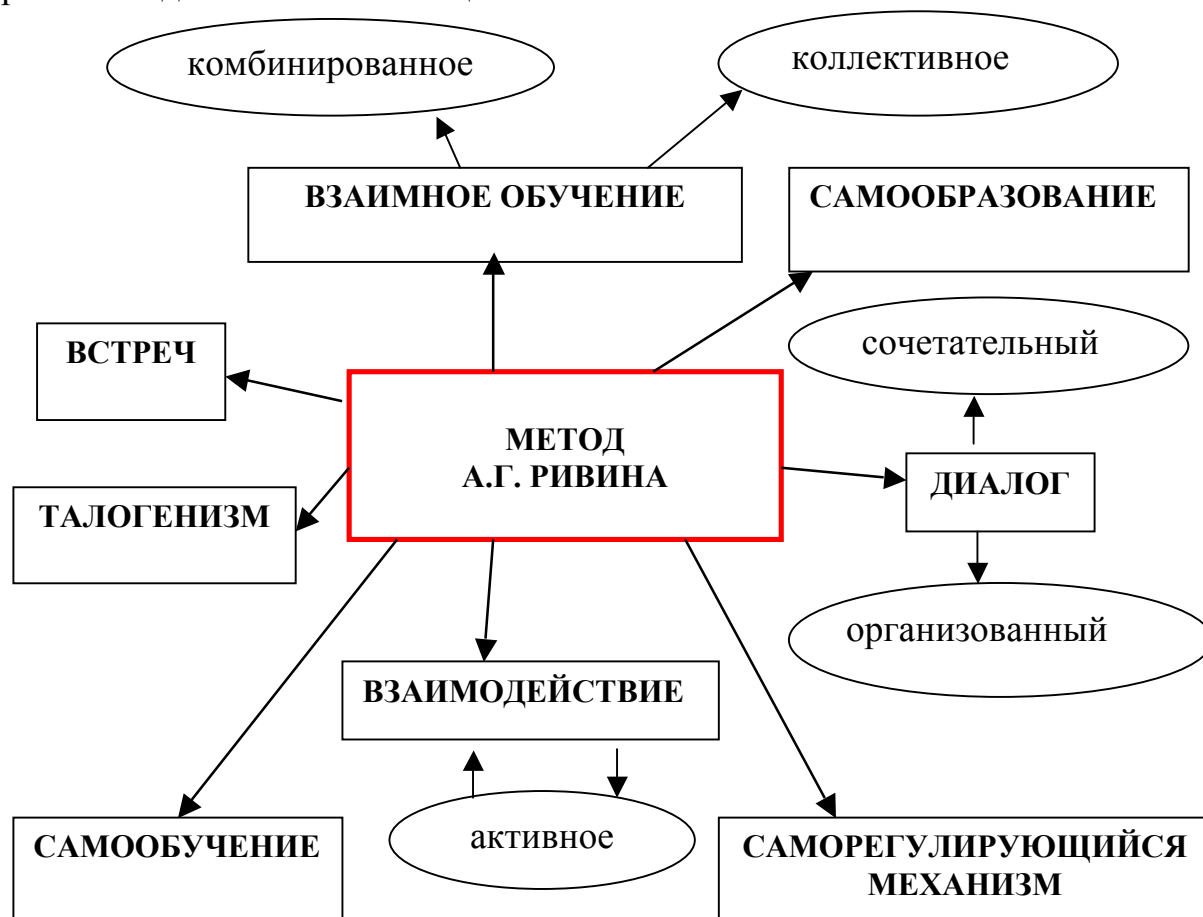 комбинированное
коллективное
ВЗАИМНОЕ ОБУЧЕНИЕ
САМООБРАЗОВАНИЕ
ВСТРЕЧ
сочетательный
МЕТОД
А.Г. РИВИНА
ДИАЛОГ
ТАЛОГЕНИЗМ
организованный
ВЗАИМОДЕЙСТВИЕ
активное
САМООБУЧЕНИЕ
САМОРЕГУЛИРУЮЩИЙСЯ
МЕХАНИЗМ